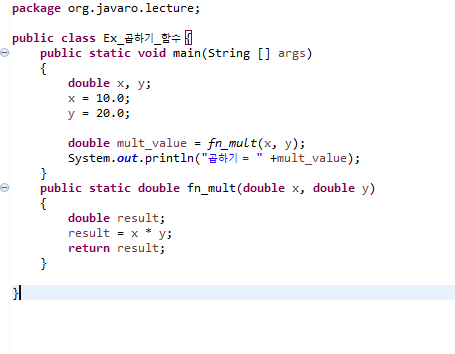 package org.javaro.lecture;
public class Ex_곱하기_함수 {
public static void main(String [] args)
{
double x, y;
x = 10.0;
y = 20.0;
double mult_value = fn_mult(x, y);
System.out.println("곱하기 = " +mult_value);
}
public static double fn_mult(double x, double y)
{
double result;
result = x * y;
return result;
}
}